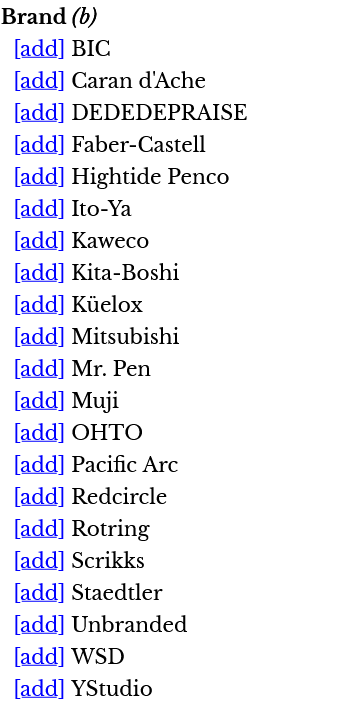 Brand (b)
[add] BIC
[add] Caran d'Ache
[add] DEDEDEPRAISE
[add] Faber-Castell
[add] Hightide Penco
[add] Ito-Ya
[add] Kaweco
[add] Kita-Boshi
[add] Küelox
[add] Mitsubishi
[add] Mr. Pen
[add] Muji
[add] OHTO
[add] Pacific Arc
[add] Redcircle
[add] Rotring
[add] Scrikks
[add] Staedtler
[add] Unbranded
[add] WSD
[add] YStudio